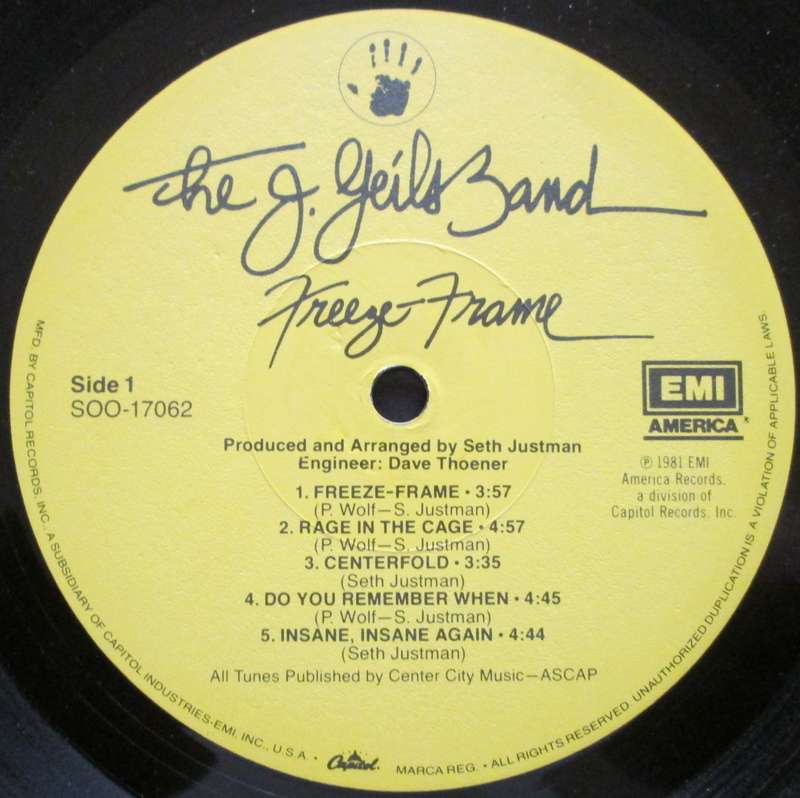 The J. Geils Band
Freeze-Frame
Side 1
SOO-17062
EMI
AMERICA
℗ 1981 EMI
America Records,
a division of
Capitol Records, Inc.
Produced and Arranged by Seth Justman
Engineer: Dave Thoener
1. FREEZE-FRAME • 3:57
(P. Wolf—S. Justman)
2. RAGE IN THE CAGE • 4:57
(P. Wolf—S. Justman)
3. CENTERFOLD • 3:35
(Seth Justman)
4. DO YOU REMEMBER WHEN • 4:45
(P. Wolf—S. Justman)
5. INSANE, INSANE AGAIN • 4:44
(Seth Justman)
All Tunes Published by Center City Music—ASCAP
MFD. BY CAPITOL RECORDS, INC., A SUBSIDIARY OF CAPITOL INDUSTRIES-EMI, INC., U.S.A. • Capitol. MARCA REG. • ALL RIGHTS RESERVED. UNAUTHORIZED DUPLICATION IS A VIOLATION OF APPLICABLE LAWS.